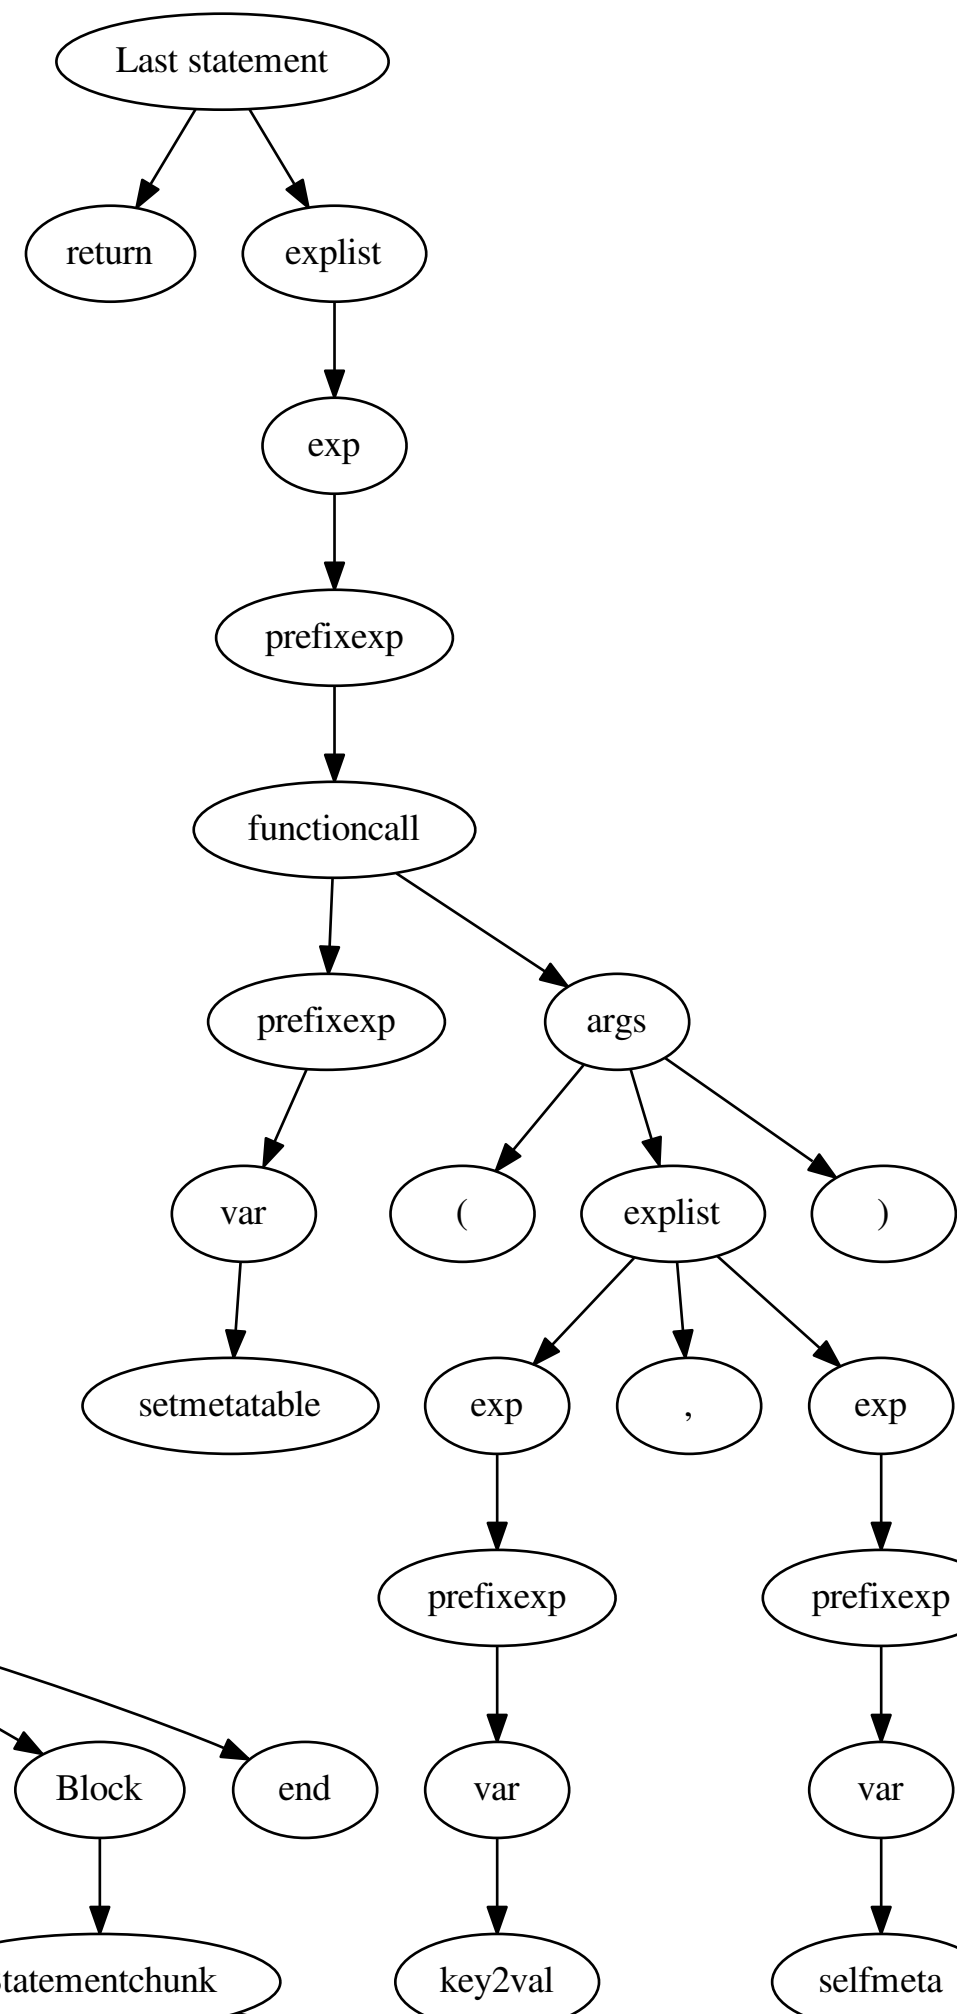 Last statement
return
explist
exp
prefixexp
functioncall
prefixexp
args
var
(
explist
)
setmetatable
exp
,
exp
prefixexp
prefixexp
Block
end
var
var
key2val
selfmeta